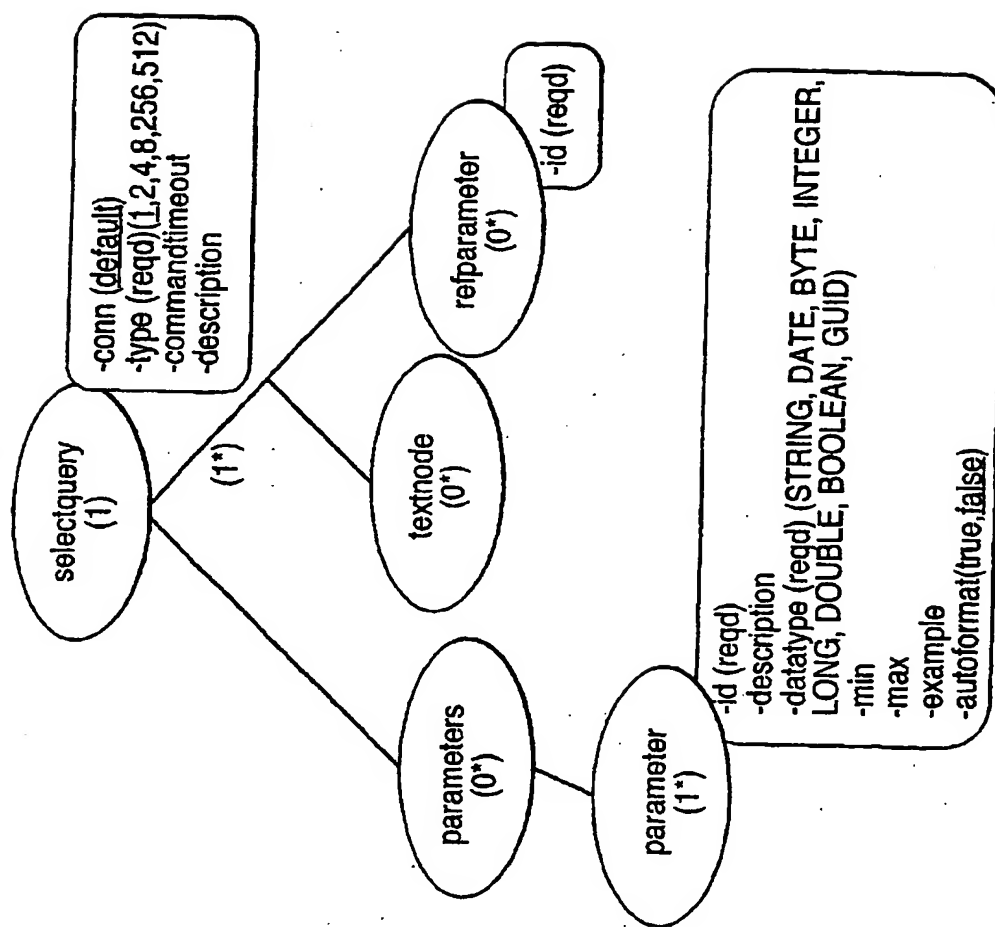 selectquery
(1)
-conn (default)
-type (reqd)(1,2,4,8,256,512)
-commandtimeout
-description
(1*)
parameters
(0*)
textnode
(0*)
refparameter
(0*)
-id (reqd)
parameter
(1*)
-id (reqd)
-description
-datatype (reqd) (STRING, DATE, BYTE, INTEGER,
LONG, DOUBLE, BOOLEAN, GUID)
-min
-max
-example
-autoformat(true,false)